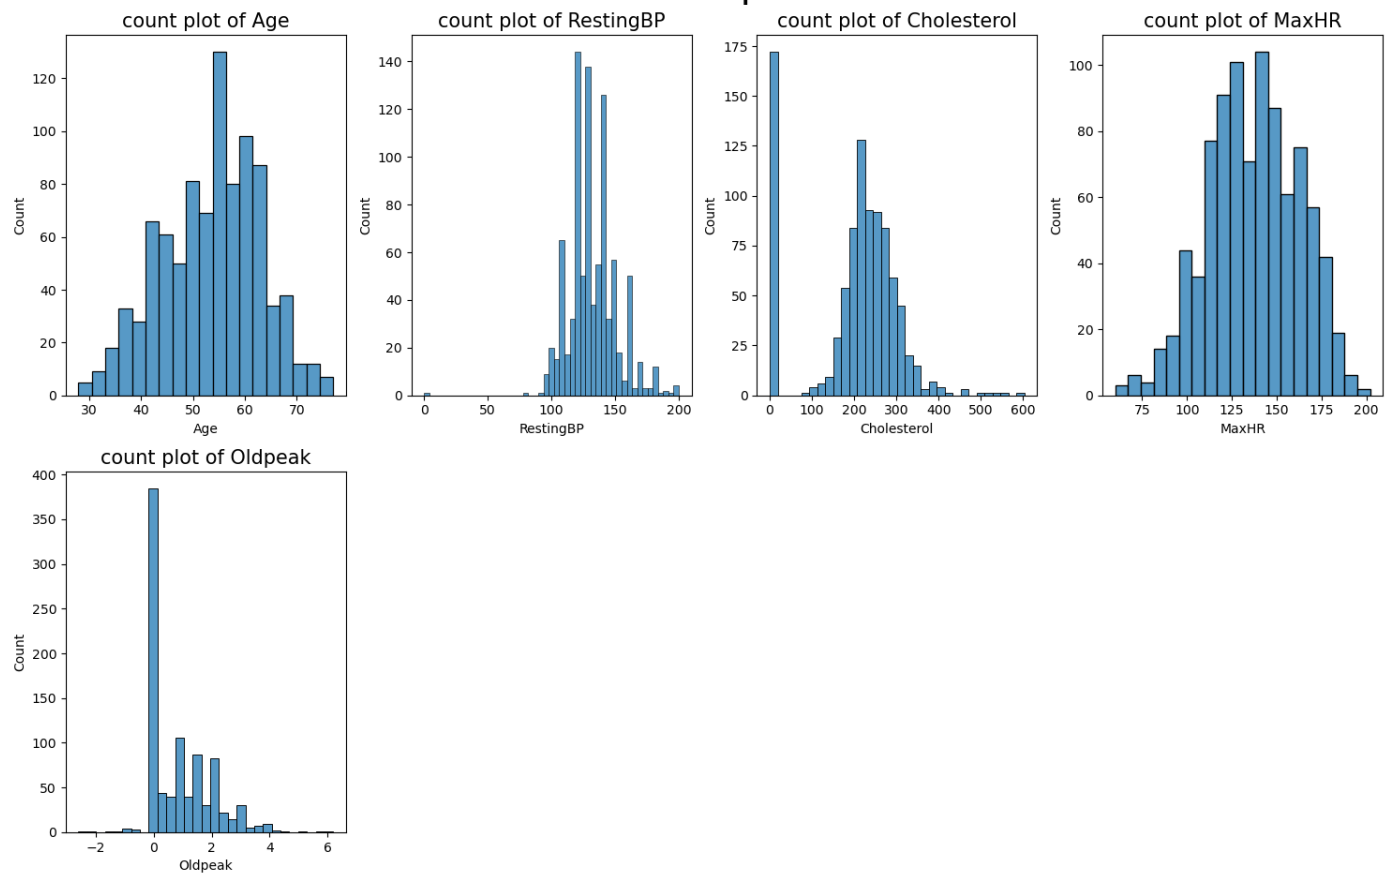 count plot of Age
120
100
80
60
40
20
0
Count
30 40 50 60 70
Age
count plot of RestingBP
140
120
100
80
60
40
20
0
Count
0 50 100 150 200
RestingBP
count plot of Cholesterol
175
150
125
100
75
50
25
0
Count
0 100 200 300 400 500 600
Cholesterol
count plot of MaxHR
100
80
60
40
20
0
Count
75 100 125 150 175 200
MaxHR
count plot of Oldpeak
400
350
300
250
200
150
100
50
0
Count
−2 0 2 4 6
Oldpeak